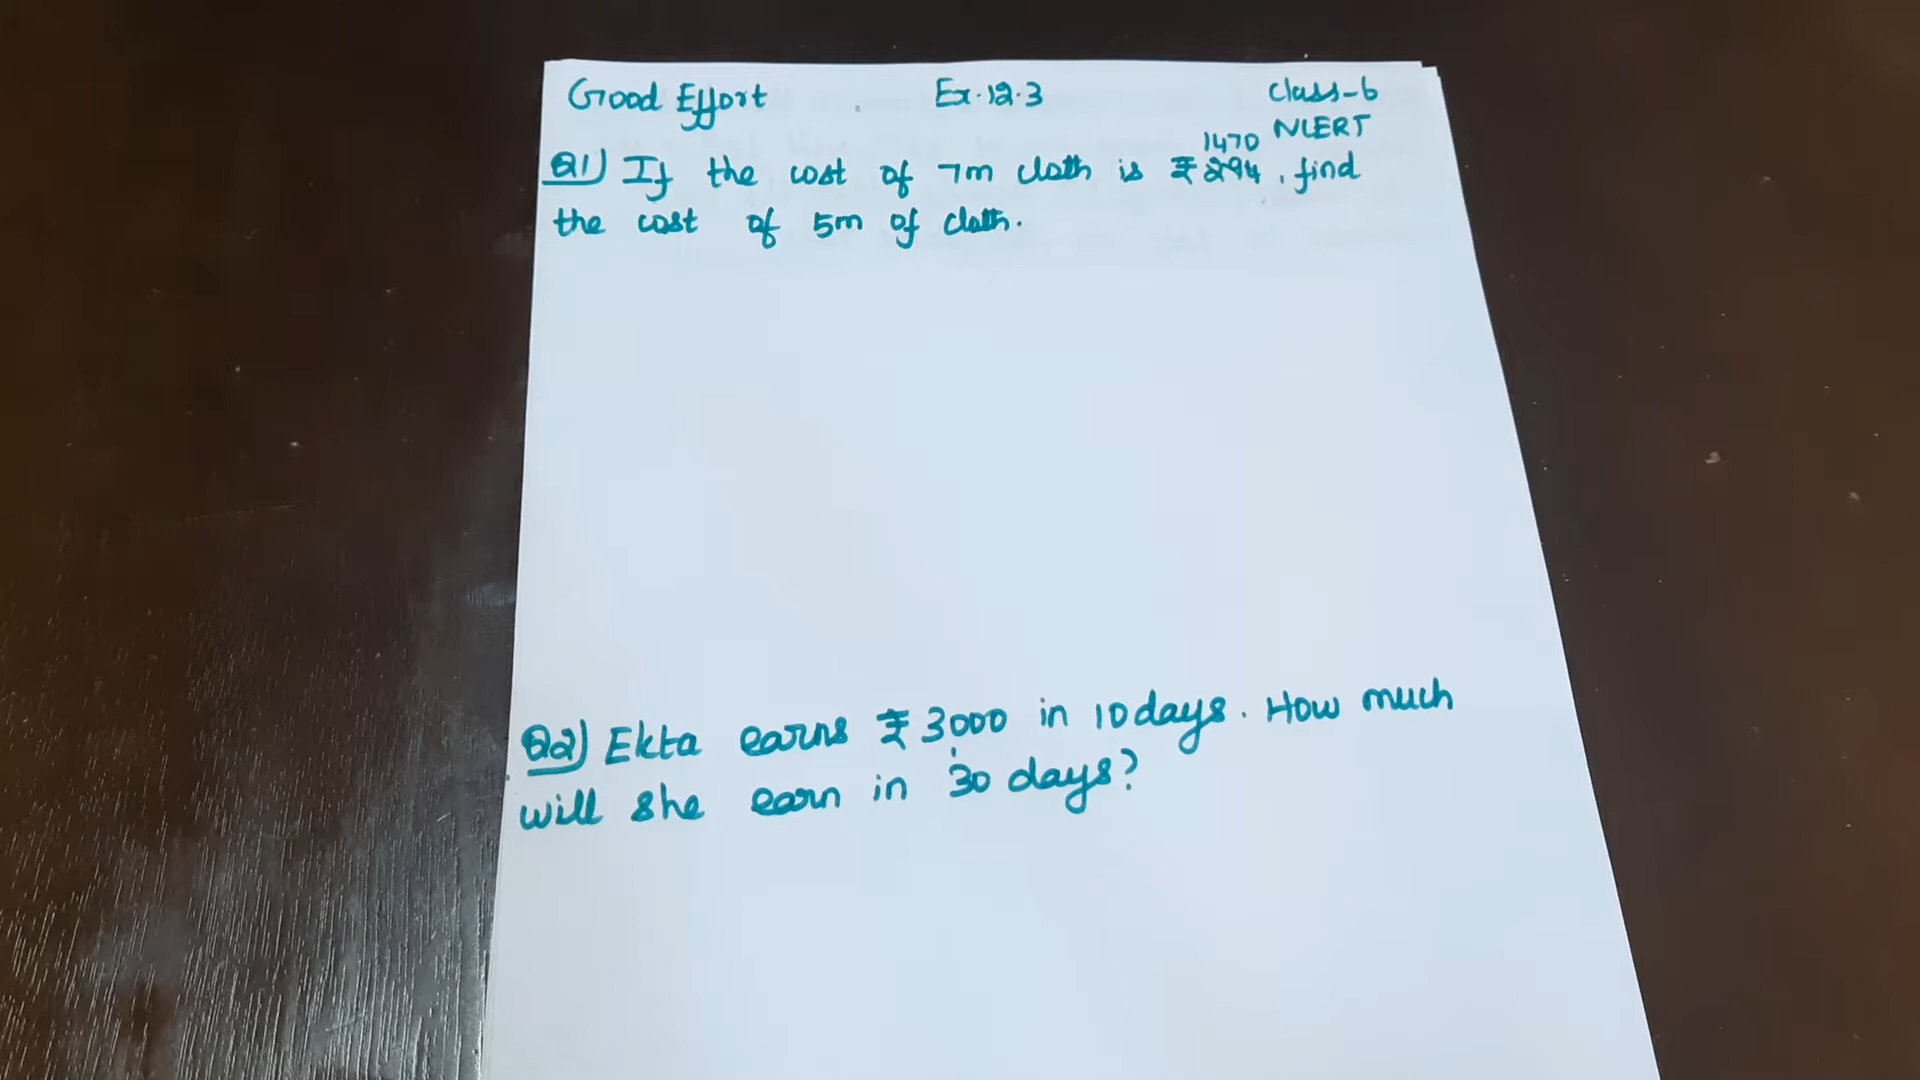 Good Effort Ex. 12.3 Class-6
NCERT
1470
Q1) If the cost of 7m cloth is ₹294, find
the cost of 5m of cloth.
Q2) Ekta earns ₹3000 in 10 days. How much
will she earn in 30 days?